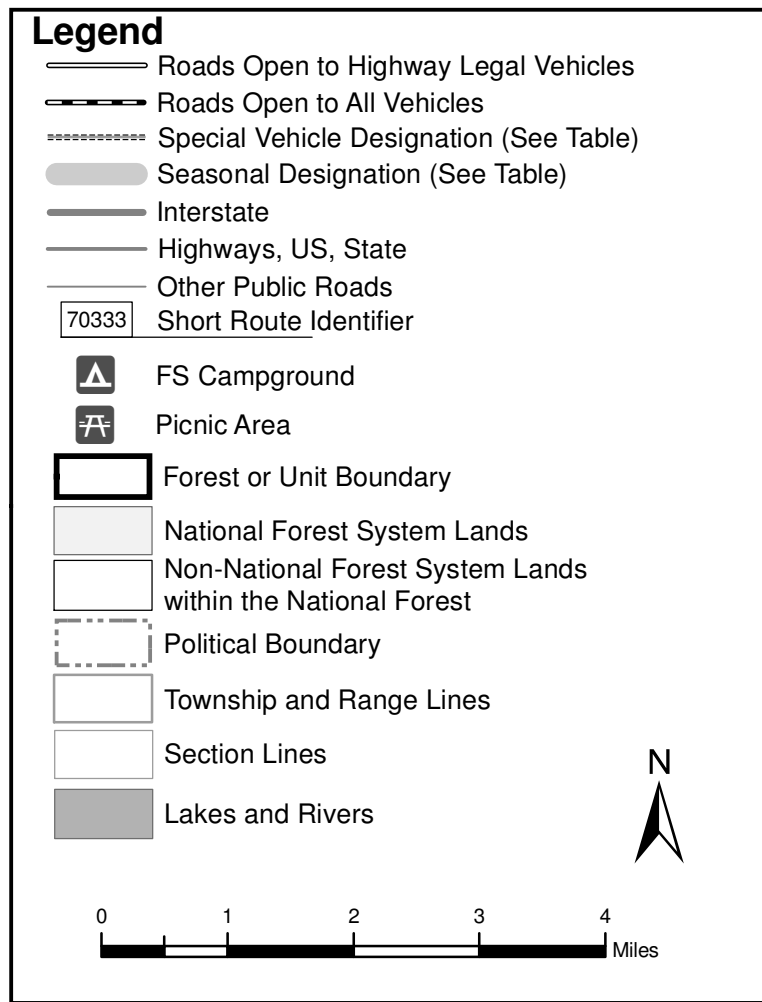 Legend
Roads Open to Highway Legal Vehicles
Roads Open to All Vehicles
Special Vehicle Designation (See Table)
Seasonal Designation (See Table)
Interstate
Highways, US, State
Other Public Roads
70333 Short Route Identifier
FS Campground
Picnic Area
Forest or Unit Boundary
National Forest System Lands
Non-National Forest System Lands
within the National Forest
Political Boundary
Township and Range Lines
Section Lines
N
Lakes and Rivers
0 1 2 3 4
Miles